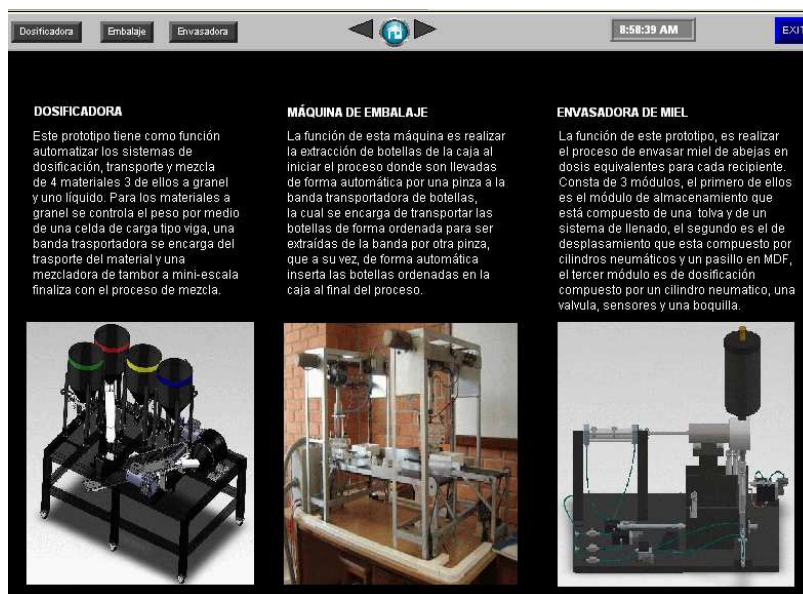 Dosificadora
Embalaje
Envasadora
8:58:39 AM
EXIT
DOSIFICADORA
Este prototipo tiene como función
automatizar los sistemas de
dosificación, transporte y mezcla
de 4 materiales 3 de ellos a granel
y uno líquido. Para los materiales a
granel se controla el peso por medio
de una celda de carga tipo viga, una
banda trasportadora se encarga del
trasporte del material y una
mezcladora de tambor a mini-escala
finaliza con el proceso de mezcla.
MÁQUINA DE EMBALAJE
La función de esta máquina es realizar
la extracción de botellas de la caja al
iniciar el proceso donde son llevadas
de forma automática por una pinza a la
banda transportadora de botellas,
la cual se encarga de transportar las
botellas de forma ordenada para ser
extraídas de la banda por otra pinza,
que a su vez, de forma automática
inserta las botellas ordenadas en la
caja al final del proceso.
ENVASADORA DE MIEL
La función de este prototipo, es realizar
el proceso de envasar miel de abejas en
dosis equivalentes para cada recipiente.
Consta de 3 módulos, el primero de ellos
es el módulo de almacenamiento que
está compuesto de una tolva y de un
sistema de llenado, el segundo es el de
desplasamiento que esta compuesto por
cilindros neumáticos y un pasillo en MDF,
el tercer módulo es de dosificación
compuesto por un cilindro neumatico, una
valvula, sensores y una boquilla.